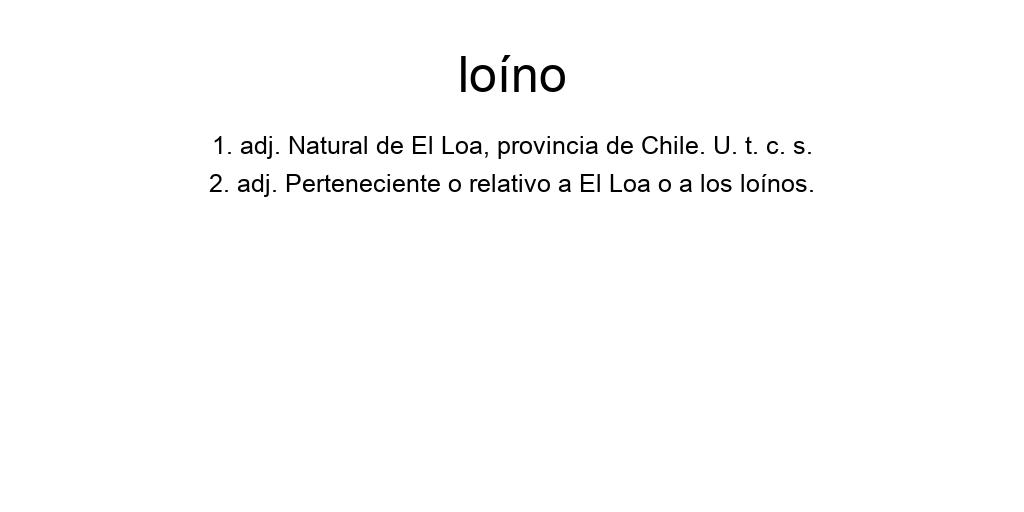 loíno
1. adj. Natural de El Loa, provincia de Chile. U. t. c. s.
2. adj. Perteneciente o relativo a El Loa o a los loínos.